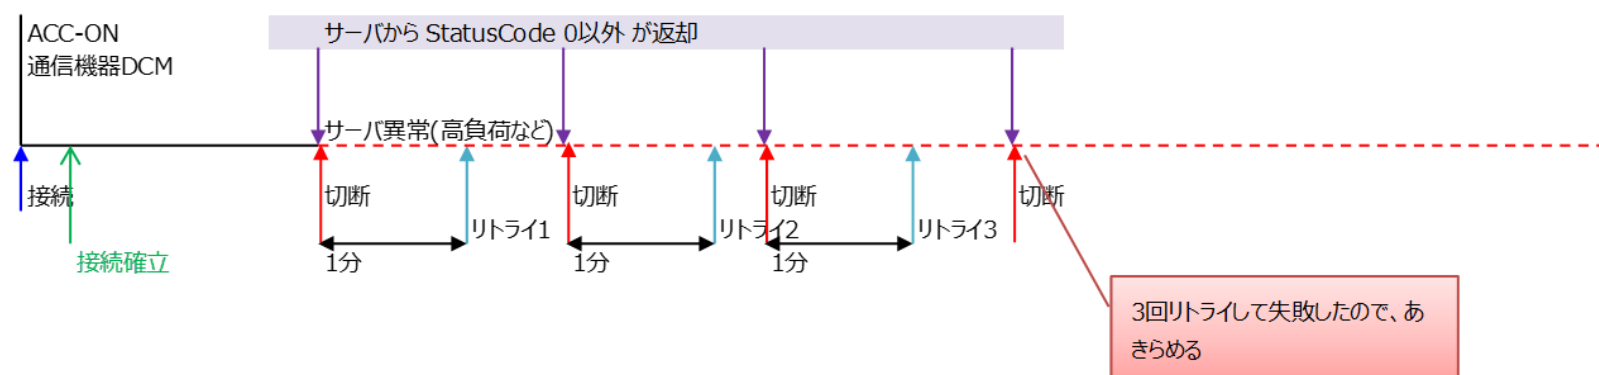 ACC-ON
通信機器DCM
サーバから StatusCode 0以外 が返却
サーバ異常(高負荷など)
接続
切断
切断
切断
切断
リトライ1
リトライ2
リトライ3
接続確立
1分
1分
1分
3回リトライして失敗したので、あ
きらめる